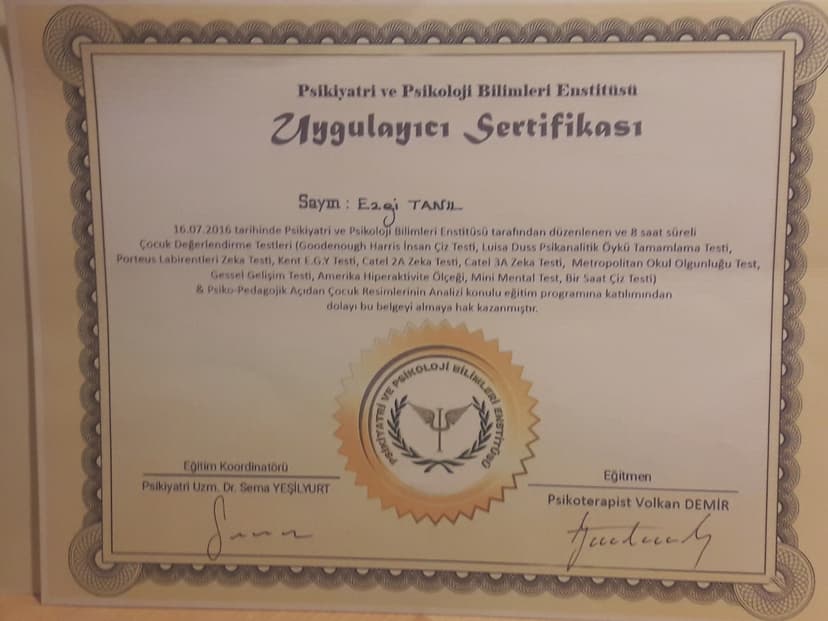 Psikiyatri ve Psikoloji Bilimleri Enstitüsü
Uygulayıcı Sertifikası
Sayın : Ezgi TANIL
16.07.2016 tarihinde Psikiyatri ve Psikoloji Bilimleri Enstitüsü tarafından düzenlenen ve 8 saat süreli
Çocuk Değerlendirme Testleri (Goodenough Harris İnsan Çiz Testi, Luisa Duss Psikanalitik Öykü Tamamlama Testi,
Porteus Labirentleri Zeka Testi, Kent E.G.Y Testi, Catel 2A Zeka Testi, Catel 3A Zeka Testi, Metropolitan Okul Olgunluğu Test,
Gessel Gelişim Testi, Amerika Hiperaktivite Ölçeği, Mini Mental Test, Bir Saat Çiz Testi)
& Psiko-Pedagojik Açıdan Çocuk Resimlerinin Analizi konulu eğitim programına katılımından
dolayı bu belgeyi almaya hak kazanmıştır.
PSİKİYATRİ VE PSİKOLOJİ BİLİMLERİ ENSTİTÜSÜ
Eğitim Koordinatörü
Psikiyatri Uzm. Dr. Sema YEŞİLYURT
Eğitmen
Psikoterapist Volkan DEMİR